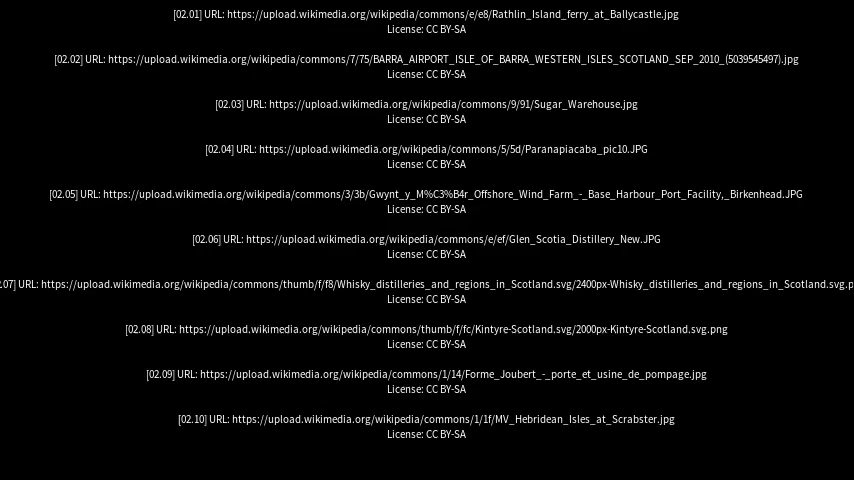 [02.01] URL: https://upload.wikimedia.org/wikipedia/commons/e/e8/Rathlin_Island_ferry_at_Ballycastle.jpg
License: CC BY-SA
[02.02] URL: https://upload.wikimedia.org/wikipedia/commons/7/75/BARRA_AIRPORT_ISLE_OF_BARRA_WESTERN_ISLES_SCOTLAND_SEP_2010_(5039545497).jpg
License: CC BY-SA
[02.03] URL: https://upload.wikimedia.org/wikipedia/commons/9/91/Sugar_Warehouse.jpg
License: CC BY-SA
[02.04] URL: https://upload.wikimedia.org/wikipedia/commons/5/5d/Paranapiacaba_pic10.JPG
License: CC BY-SA
[02.05] URL: https://upload.wikimedia.org/wikipedia/commons/3/3b/Gwynt_y_M%C3%B4r_Offshore_Wind_Farm_-_Base_Harbour_Port_Facility,_Birkenhead.JPG
License: CC BY-SA
[02.06] URL: https://upload.wikimedia.org/wikipedia/commons/e/ef/Glen_Scotia_Distillery_New.JPG
License: CC BY-SA
.07] URL: https://upload.wikimedia.org/wikipedia/commons/thumb/f/f8/Whisky_distilleries_and_regions_in_Scotland.svg/2400px-Whisky_distilleries_and_regions_in_Scotland.svg.p
License: CC BY-SA
[02.08] URL: https://upload.wikimedia.org/wikipedia/commons/thumb/f/fc/Kintyre-Scotland.svg/2000px-Kintyre-Scotland.svg.png
License: CC BY-SA
[02.09] URL: https://upload.wikimedia.org/wikipedia/commons/1/14/Forme_Joubert_-_porte_et_usine_de_pompage.jpg
License: CC BY-SA
[02.10] URL: https://upload.wikimedia.org/wikipedia/commons/1/1f/MV_Hebridean_Isles_at_Scrabster.jpg
License: CC BY-SA